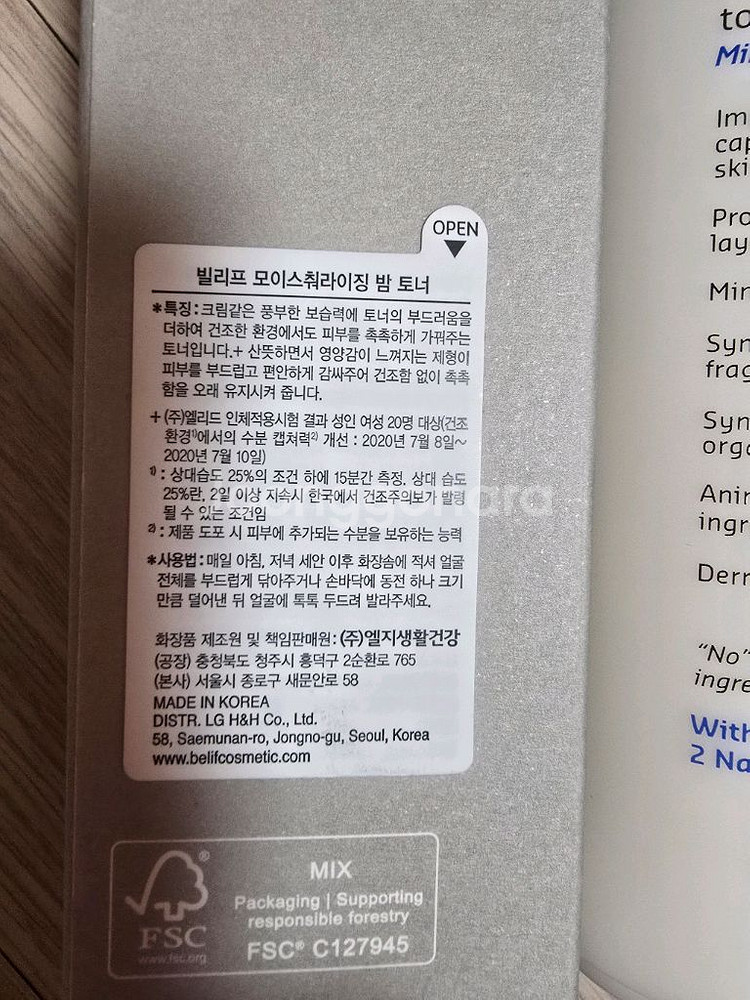 OPEN
빌리프 모이스춰라이징 밤 토너
*특징:크림같은 풍부한 보습력에 토너의 부드러움을
더하여 건조한 환경에서도 피부를 촉촉하게 가꿔주는
토너입니다.+ 산뜻하면서 영양감이 느껴지는 제형이
피부를 부드럽고 편안하게 감싸주어 건조함 없이 촉촉
함을 오래 유지시켜 줍니다.
+ (주)엘리드 인체적용시험 결과 성인 여성 20명 대상(건조
환경1)에서의 수분 캡처력2) 개선 : 2020년 7월 8일~
2020년 7월 10일)
1) : 상대습도 25%의 조건 하에 15분간 측정. 상대 습도
25%란, 2일 이상 지속시 한국에서 건조주의보가 발령
될 수 있는 조건임
2) : 제품 도포 시 피부에 추가되는 수분을 보유하는 능력
*사용법:매일 아침, 저녁 세안 이후 화장솜에 적셔 얼굴
전체를 부드럽게 닦아주거나 손바닥에 동전 하나 크기
만큼 덜어낸 뒤 얼굴에 톡톡 두드려 발라주세요.
화장품 제조원 및 책임판매원: (주)엘지생활건강
(공장) 충청북도 청주시 흥덕구 2순환로 765
(본사) 서울시 종로구 새문안로 58
MADE IN KOREA
DISTR. LG H&H Co., Ltd.
58, Saemunan-ro, Jongno-gu, Seoul, Korea
www.belifcosmetic.com
FSC
®
www.fsc.org
MIX
Packaging | Supporting
responsible forestry
FSC® C127945
to
Mi
Im
cap
ski
Pro
lay
Min
Syn
frag
Syn
orga
Anim
ingr
Derm
"No"
ingre
With
2 Na